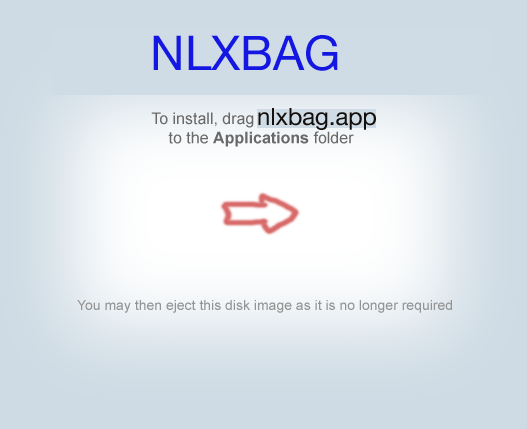 NLXBAG
To install, drag nlxbag.app
to the Applications folder
You may then eject this disk image as it is no longer required